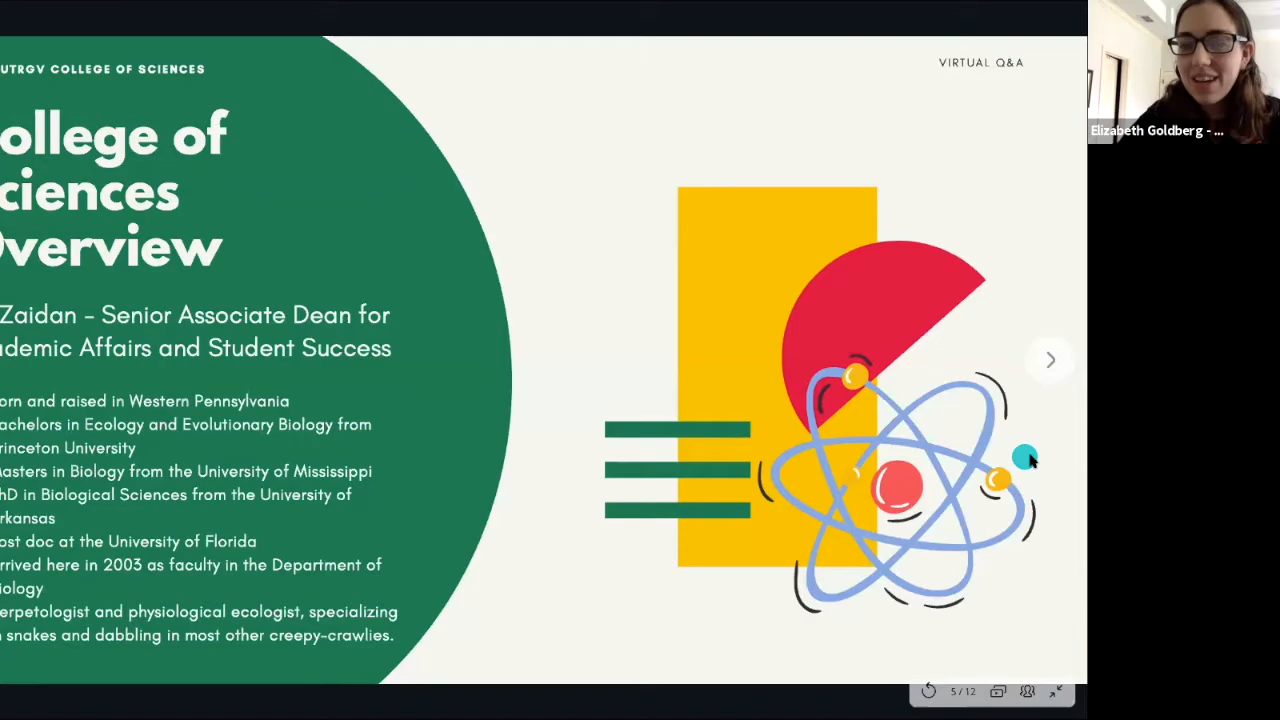 UTRGV COLLEGE OF SCIENCES
VIRTUAL Q&A
ollege of
ciences
verview
Zaidan - Senior Associate Dean for
ademic Affairs and Student Success
orn and raised in Western Pennsylvania
achelors in Ecology and Evolutionary Biology from
rinceton University
Masters in Biology from the University of Mississippi
hD in Biological Sciences from the University of
rkansas
ost doc at the University of Florida
rrived here in 2003 as faculty in the Department of
iology
erpetologist and physiological ecologist, specializing
n snakes and dabbling in most other creepy-crawlies.
Elizabeth Goldberg - ...
5 / 12